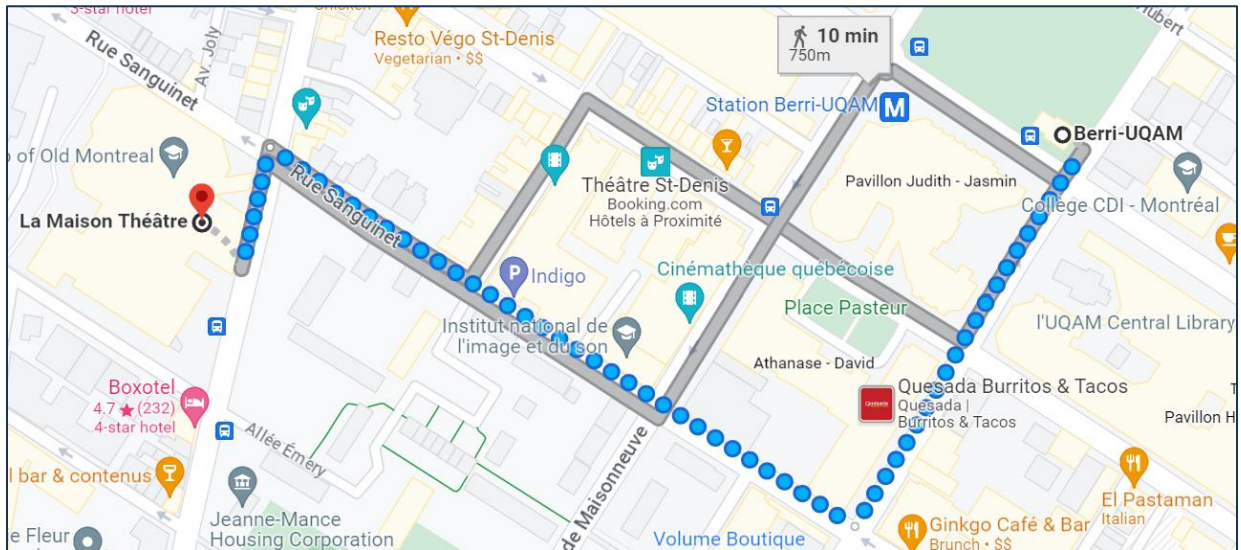 3-star hotel
Chicken
Rue Sanguinet
Av. Joly
Resto Végo St-Denis
Vegetarian • $$
10 min
750m
Hubert
Station Berri-UQAM
M
Berri-UQAM
o of Old Montreal
La Maison Théâtre
Rue Sanguinet
Théâtre St-Denis
Booking.com
Hôtels à Proximité
Pavillon Judith - Jasmin
Collège CDI - Montréal
P
Indigo
Cinémathèque québécoise
Place Pasteur
l'UQAM Central Library
Institut national de
l'image et du son
Athanase - David
Boxotel
4.7 ★ (232)
4-star hotel
Quesada
Quesada Burritos & Tacos
Quesada |
Burritos & Tacos
T
Pavillon H
Allée Émery
de Maisonneuve
l bar & contenus
El Pastaman
Italian
Jeanne-Mance
Housing Corporation
e Fleur
Volume Boutique
Ginkgo Café & Bar
Brunch • $$